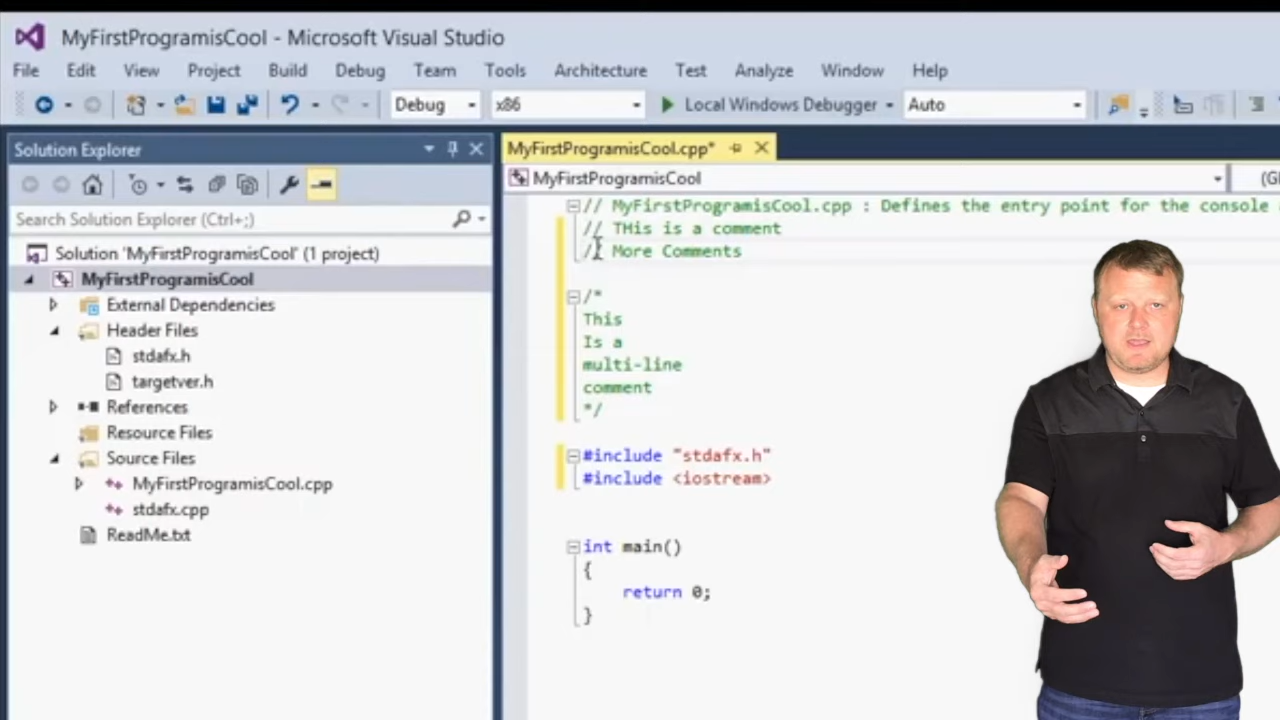 MyFirstProgramisCool - Microsoft Visual Studio
File Edit View Project Build Debug Team Tools Architecture Test Analyze Window Help
Debug x86 Local Windows Debugger Auto
Solution Explorer
Search Solution Explorer (Ctrl+;)
Solution 'MyFirstProgramisCool' (1 project)
MyFirstProgramisCool
External Dependencies
Header Files
stdafx.h
targetver.h
References
Resource Files
Source Files
MyFirstProgramisCool.cpp
stdafx.cpp
ReadMe.txt
MyFirstProgramisCool.cpp*
MyFirstProgramisCool
// MyFirstProgramisCool.cpp : Defines the entry point for the console
// THis is a comment
// More Comments
/*
This
Is a
multi-line
comment
*/
#include "stdafx.h"
#include <iostream>
int main()
{
return 0;
}